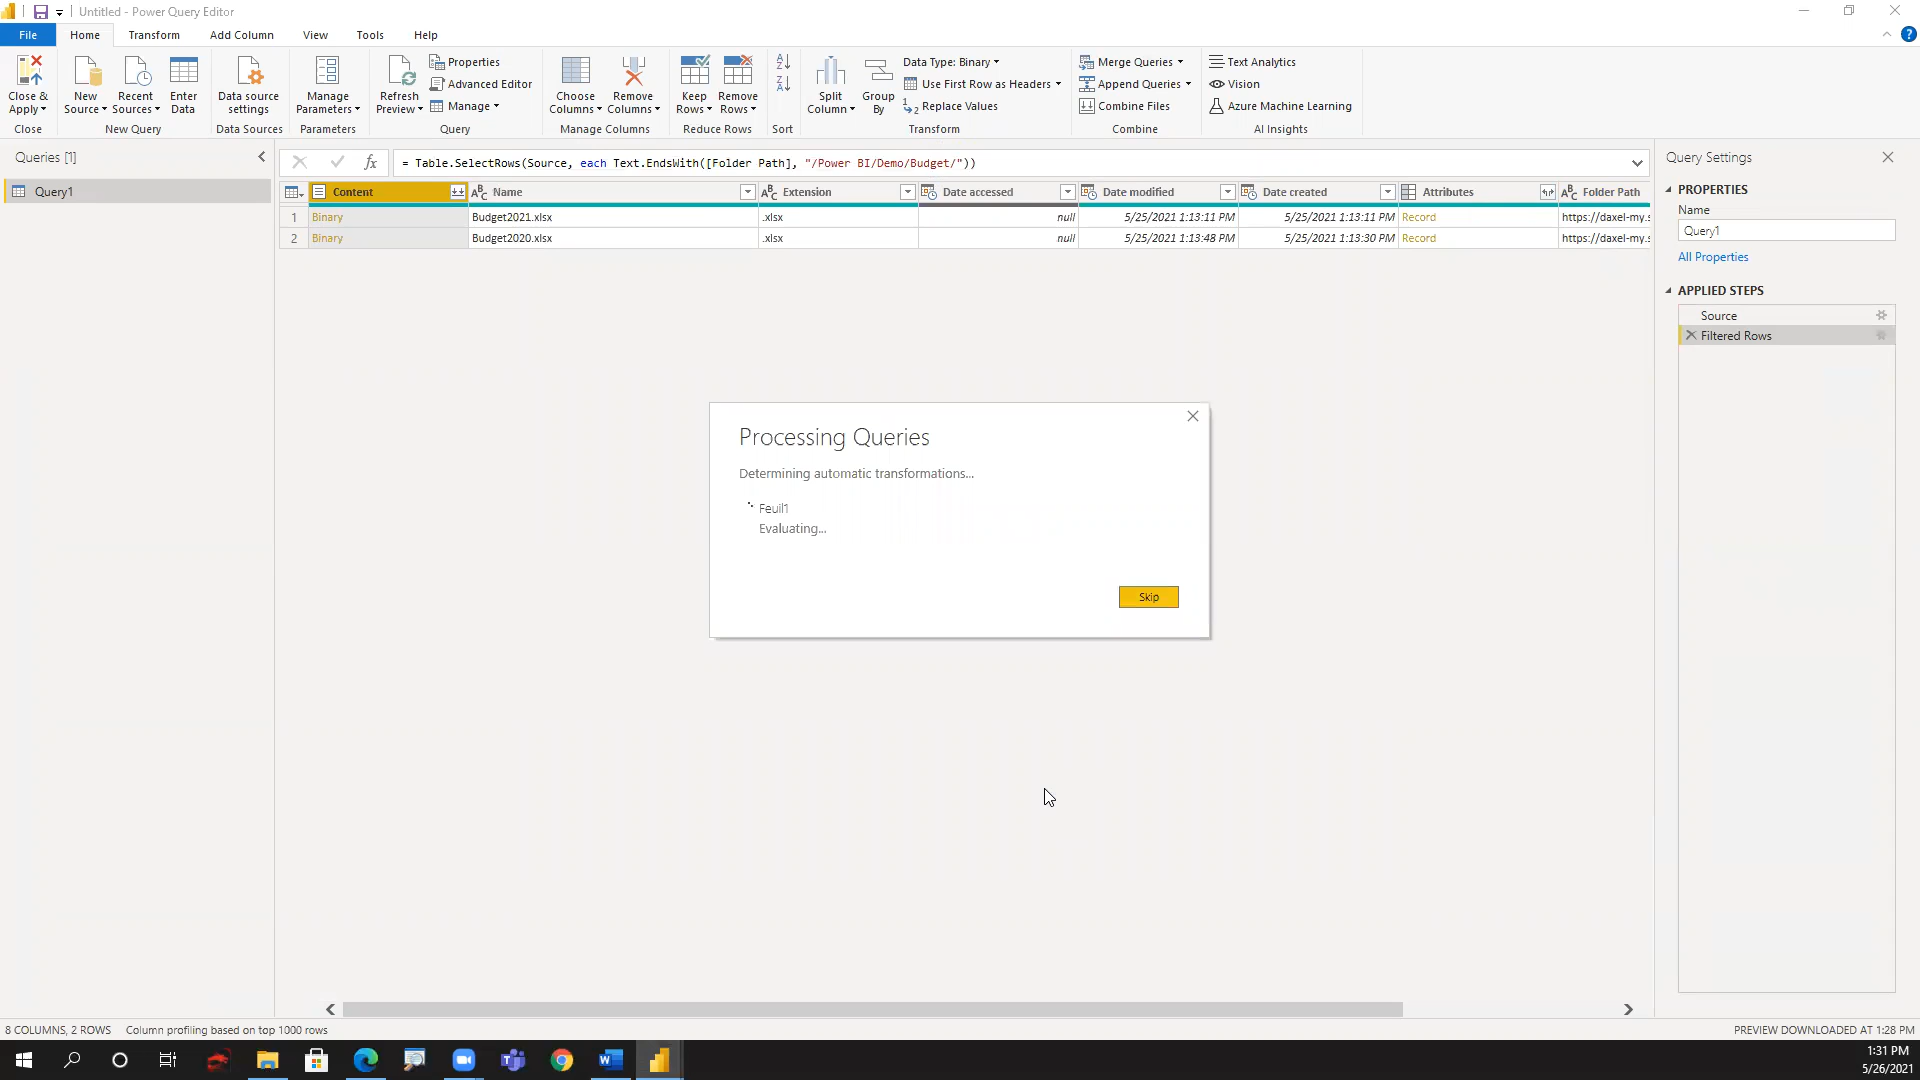 Untitled - Power Query Editor
File Home Transform Add Column View Tools Help
Close & Apply
New Source
Recent Sources
Enter Data
Data source settings
Manage Parameters
Refresh Preview
Properties
Advanced Editor
Manage
Choose Columns
Remove Columns
Keep Rows
Remove Rows
Split Column
Group By
Data Type: Binary
Use First Row as Headers
Replace Values
Merge Queries
Append Queries
Combine Files
Text Analytics
Vision
Azure Machine Learning
Close New Query Data Sources Parameters Query Manage Columns Reduce Rows Sort Transform Combine AI Insights
Queries [1]
Query1
fx = Table.SelectRows(Source, each Text.EndsWith([Folder Path], "/Power BI/Demo/Budget/"))
Content Name Extension Date accessed Date modified Date created Attributes Folder Path
1 Binary Budget2021.xlsx .xlsx null 5/25/2021 1:13:11 PM 5/25/2021 1:13:11 PM Record https://daxel-my.s
2 Binary Budget2020.xlsx .xlsx null 5/25/2021 1:13:48 PM 5/25/2021 1:13:30 PM Record https://daxel-my.s
Processing Queries
Determining automatic transformations...
Feuil1
Evaluating...
Skip
Query Settings
PROPERTIES
Name
Query1
All Properties
APPLIED STEPS
Source
Filtered Rows
8 COLUMNS, 2 ROWS Column profiling based on top 1000 rows
PREVIEW DOWNLOADED AT 1:28 PM
1:31 PM
5/26/2021